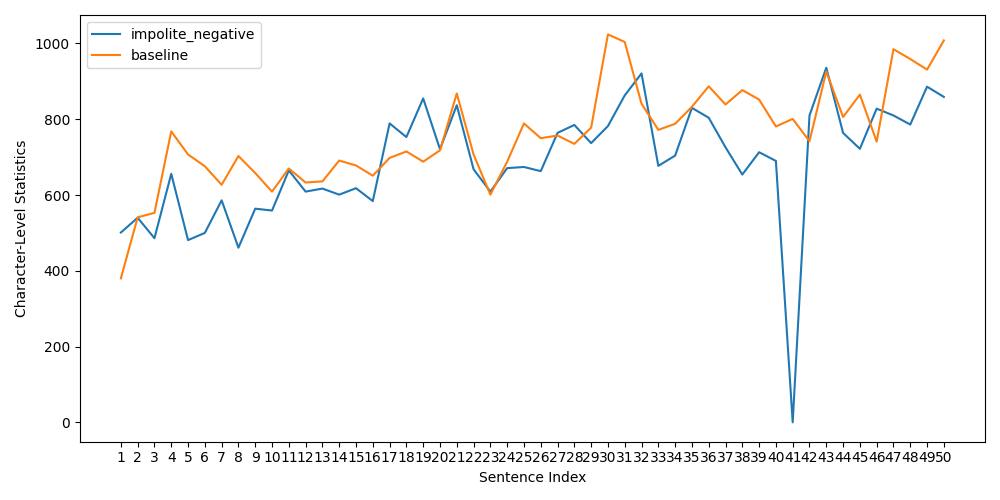 impolite_negative
baseline
Character-Level Statistics
1000
800
600
400
200
0
1 2 3 4 5 6 7 8 9 10 11 12 13 14 15 16 17 18 19 20 21 22 23 24 25 26 27 28 29 30 31 32 33 34 35 36 37 38 39 40 41 42 43 44 45 46 47 48 49 50
Sentence Index